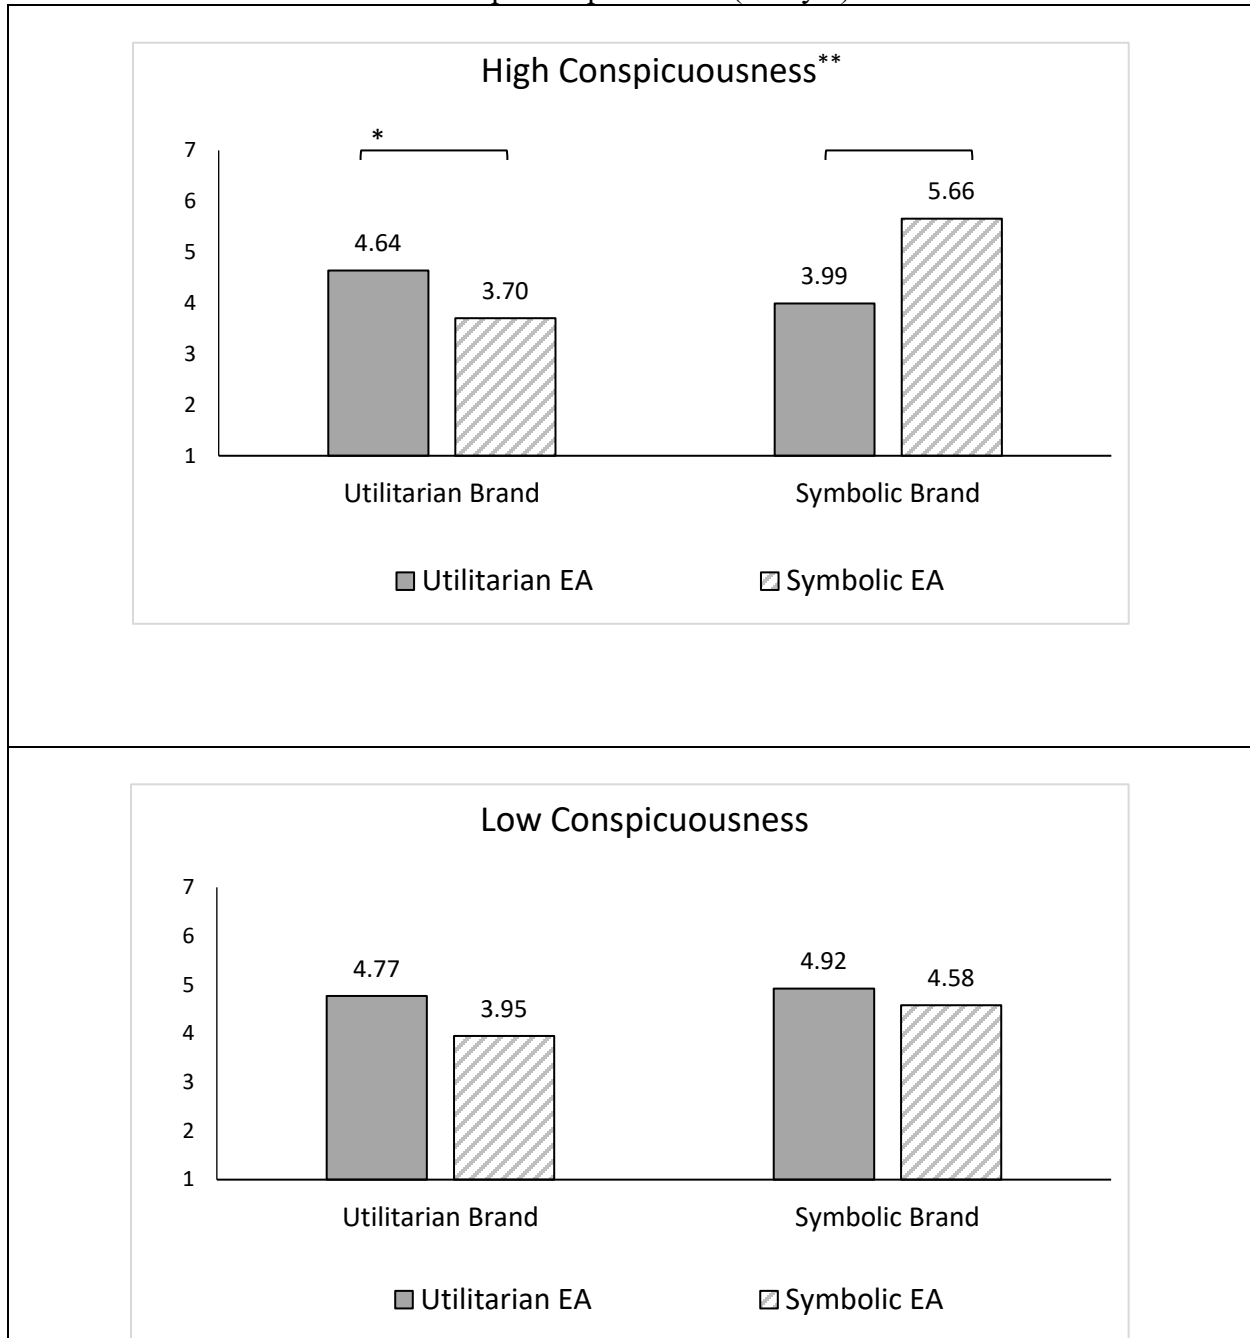 High Conspicuousness**
*
7
6
5
4
3
2
1
4.64
3.70
3.99
5.66
Utilitarian Brand
Symbolic Brand
Utilitarian EA
Symbolic EA
Low Conspicuousness
7
6
5
4
3
2
1
4.77
3.95
4.92
4.58
Utilitarian Brand
Symbolic Brand
Utilitarian EA
Symbolic EA